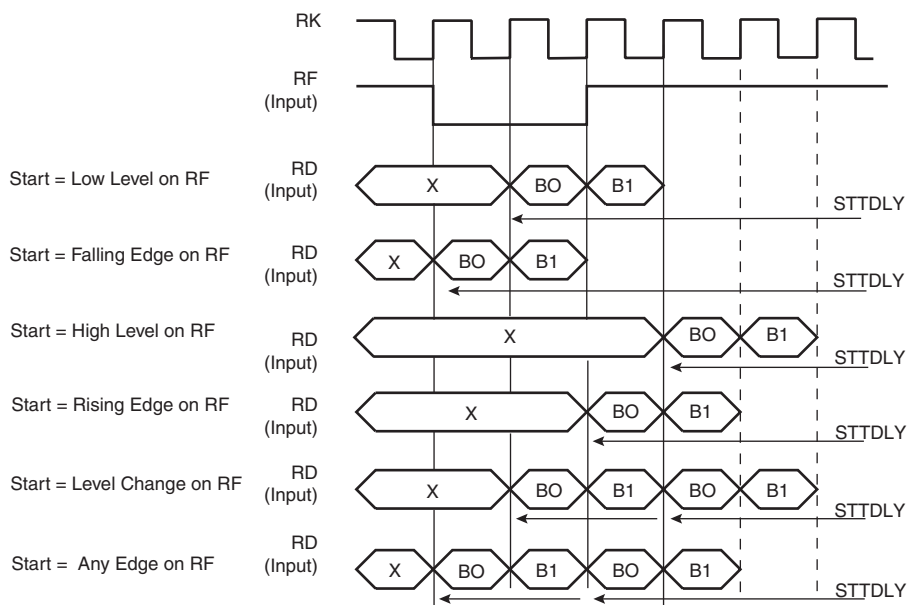 RK
RF
(Input)
Start = Low Level on RF
RD
(Input)
X
BO
B1
STTDLY
Start = Falling Edge on RF
RD
(Input)
X
BO
B1
STTDLY
Start = High Level on RF
RD
(Input)
X
BO
B1
STTDLY
Start = Rising Edge on RF
RD
(Input)
X
BO
B1
STTDLY
Start = Level Change on RF
RD
(Input)
X
BO
B1
BO
B1
STTDLY
Start = Any Edge on RF
RD
(Input)
X
BO
B1
BO
B1
STTDLY